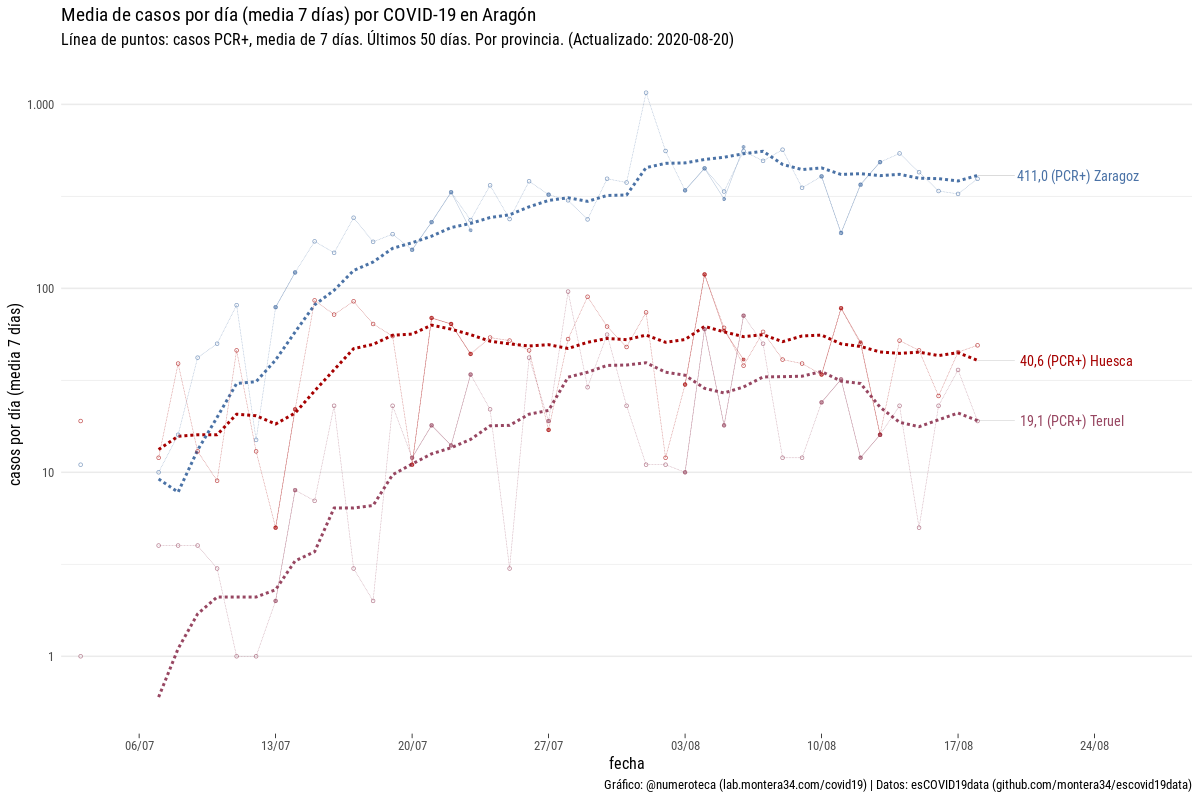 Media de casos por día (media 7 días) por COVID-19 en Aragón
Línea de puntos: casos PCR+, media de 7 días. Últimos 50 días. Por provincia. (Actualizado: 2020-08-20)
casos por día (media 7 días)
1.000
100
10
1
411,0 (PCR+) Zaragoz
40,6 (PCR+) Huesca
19,1 (PCR+) Teruel
06/07 13/07 20/07 27/07 03/08 10/08 17/08 24/08
fecha
Gráfico: @numeroteca (lab.montera34.com/covid19) | Datos: esCOVID19data (github.com/montera34/escovid19data)